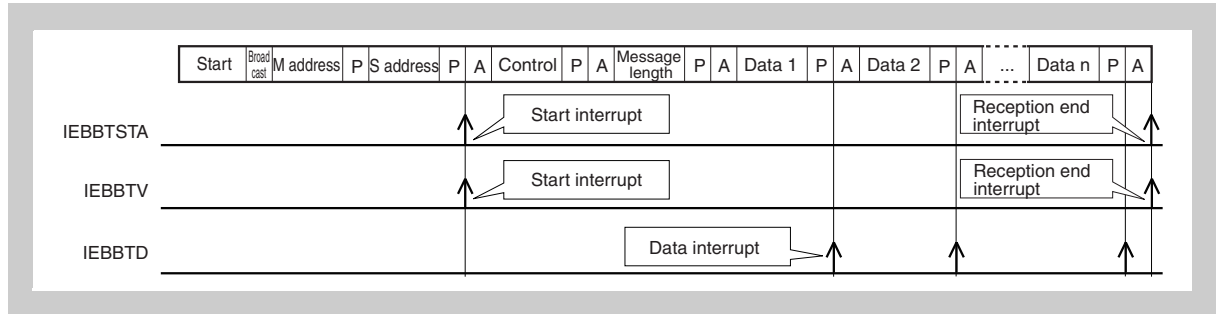 Start Broad cast M address P S address P A Control P A Message length P A Data 1 P A Data 2 P A ... Data n P A
Start interrupt
Reception end
interrupt
IEBBTSTA
Start interrupt
Reception end
interrupt
IEBBTV
Data interrupt
IEBBTD